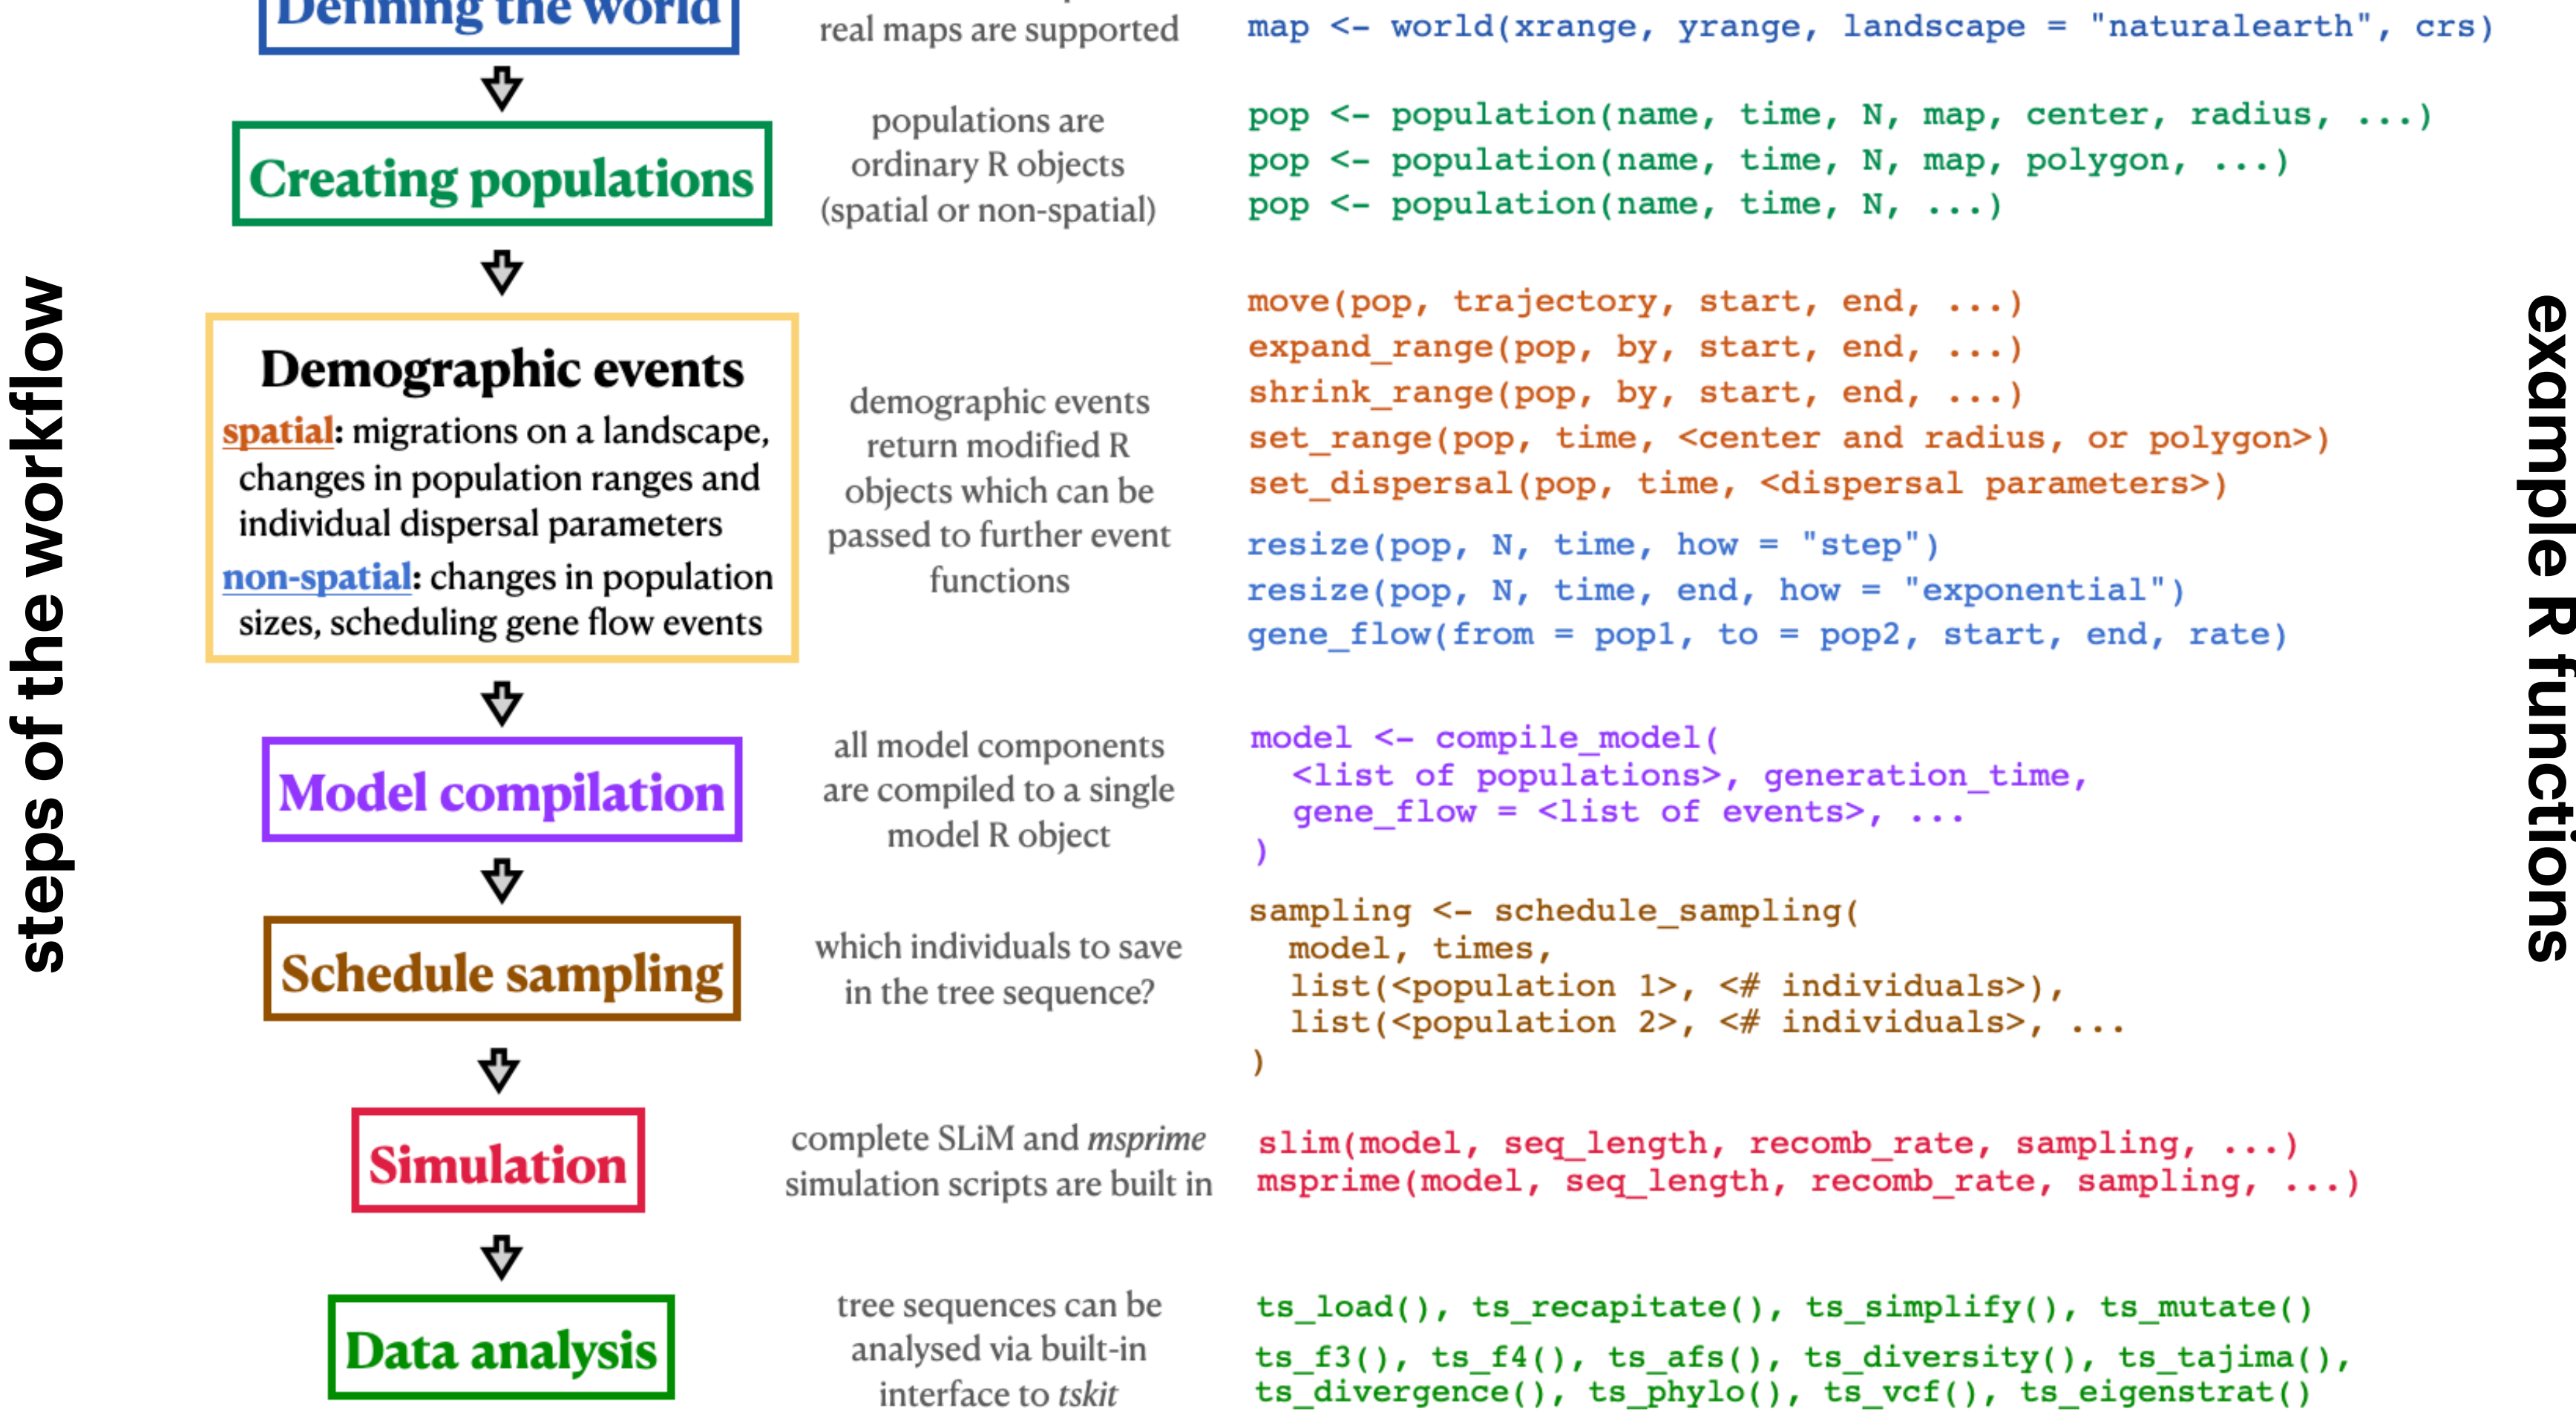 steps of the workflow
Defining the world
real maps are supported
map <- world(xrange, yrange, landscape = "naturalearth", crs)
Creating populations
populations are
ordinary R objects
(spatial or non-spatial)
pop <- population(name, time, N, map, center, radius, ...)
pop <- population(name, time, N, map, polygon, ...)
pop <- population(name, time, N, ...)
Demographic events
spatial: migrations on a landscape,
changes in population ranges and
individual dispersal parameters
non-spatial: changes in population
sizes, scheduling gene flow events
demographic events
return modified R
objects which can be
passed to further event
functions
move(pop, trajectory, start, end, ...)
expand_range(pop, by, start, end, ...)
shrink_range(pop, by, start, end, ...)
set_range(pop, time, <center and radius, or polygon>)
set_dispersal(pop, time, <dispersal parameters>)
resize(pop, N, time, how = "step")
resize(pop, N, time, end, how = "exponential")
gene_flow(from = pop1, to = pop2, start, end, rate)
Model compilation
all model components
are compiled to a single
model R object
model <- compile_model(
<list of populations>, generation_time,
gene_flow = <list of events>, ...
)
Schedule sampling
which individuals to save
in the tree sequence?
sampling <- schedule_sampling(
model, times,
list(<population 1>, <# individuals>),
list(<population 2>, <# individuals>, ...
)
Simulation
complete SLiM and msprime
simulation scripts are built in
slim(model, seq_length, recomb_rate, sampling, ...)
msprime(model, seq_length, recomb_rate, sampling, ...)
Data analysis
tree sequences can be
analysed via built-in
interface to tskit
ts_load(), ts_recapitate(), ts_simplify(), ts_mutate()
ts_f3(), ts_f4(), ts_afs(), ts_diversity(), ts_tajima(),
ts_divergence(), ts_phylo(), ts_vcf(), ts_eigenstrat()
example R functions